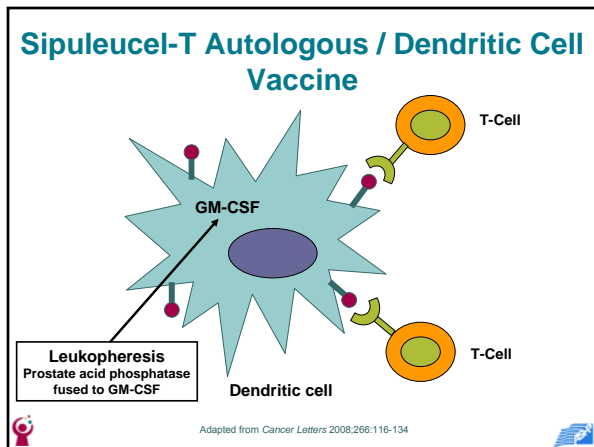 Sipuleucel-T Autologous / Dendritic Cell
Vaccine
T-Cell
GM-CSF
Leukopheresis
Prostate acid phosphatase
fused to GM-CSF
T-Cell
Dendritic cell
Adapted from Cancer Letters 2008;266:116-134